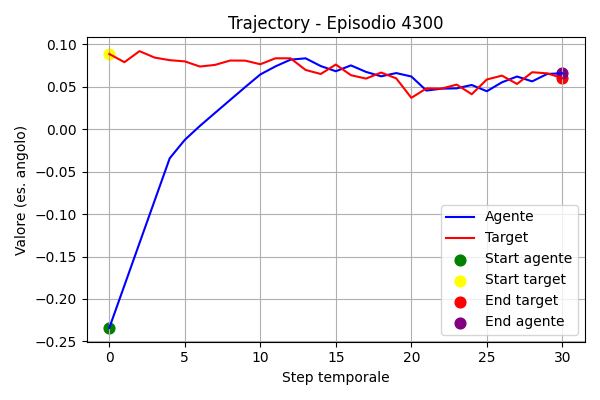 Trajectory - Episodio 4300
Valore (es. angolo)
0.10
0.05
0.00
−0.05
−0.10
−0.15
−0.20
−0.25
0 5 10 15 20 25 30
Step temporale
Agente
Target
Start agente
Start target
End target
End agente